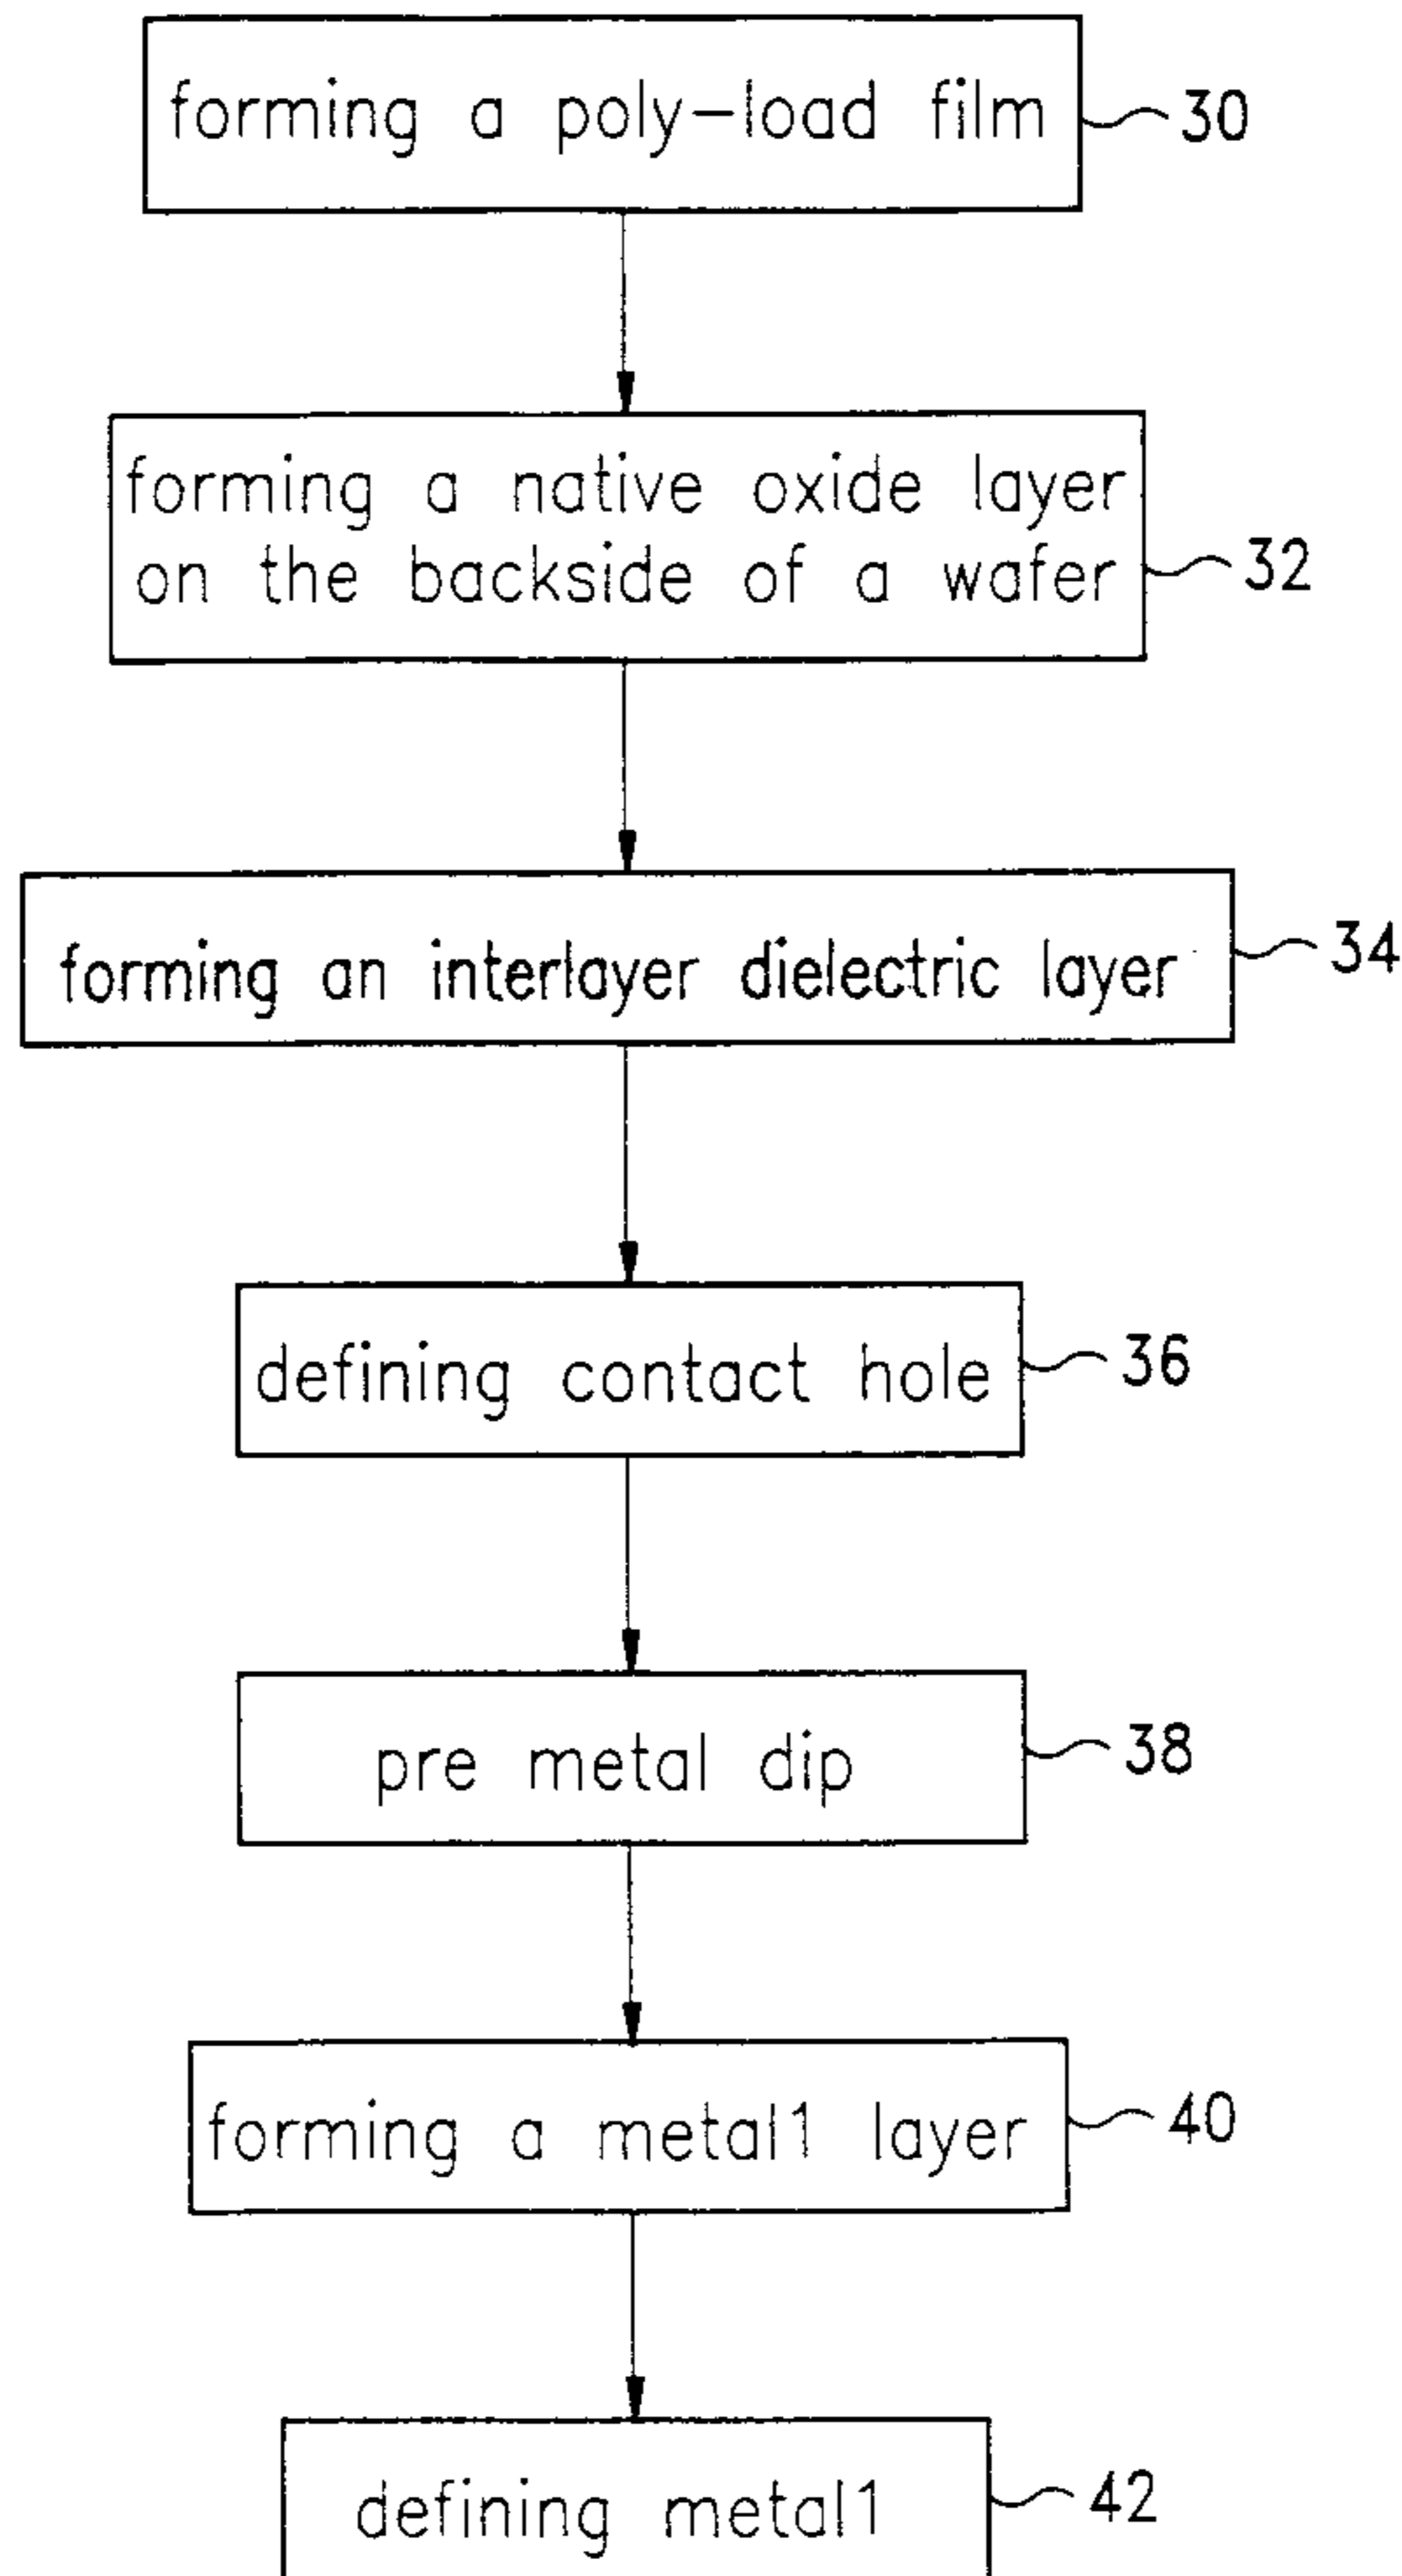 forming a poly-load film
30
forming a native oxide layer
on the backside of a wafer
32
forming an interlayer dielectric layer
34
defining contact hole
36
pre metal dip
38
forming a metal1 layer
40
defining metal1
42